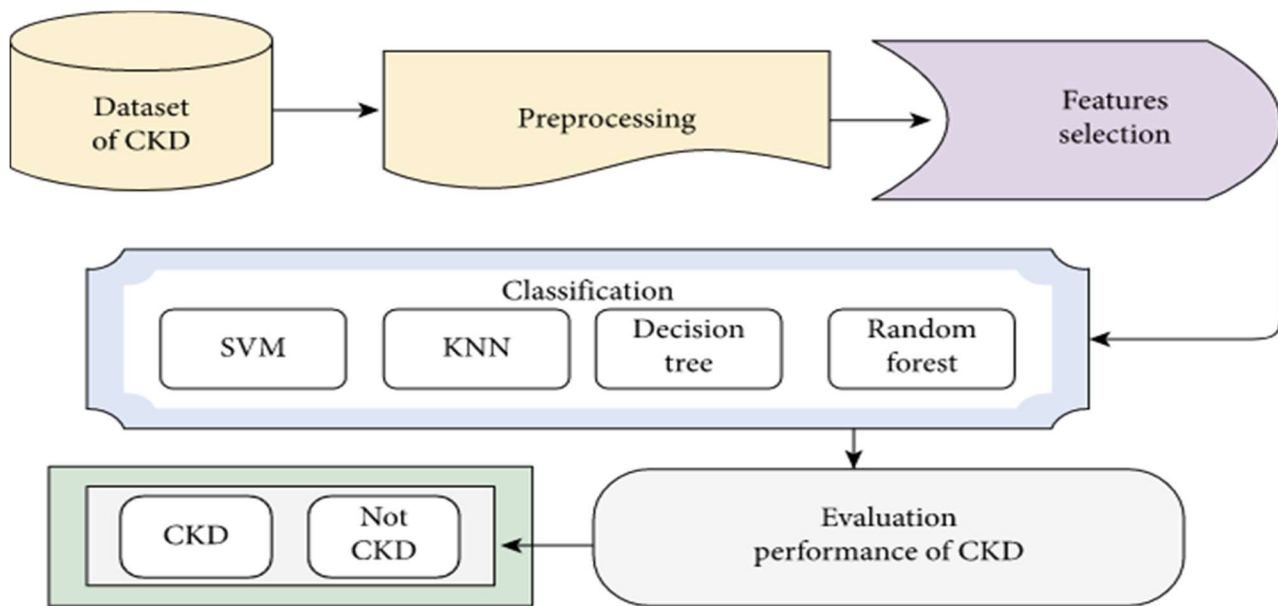 Dataset
of CKD
Preprocessing
Features
selection
Classification
SVM
KNN
Decision
tree
Random
forest
CKD
Not
CKD
Evaluation
performance of CKD